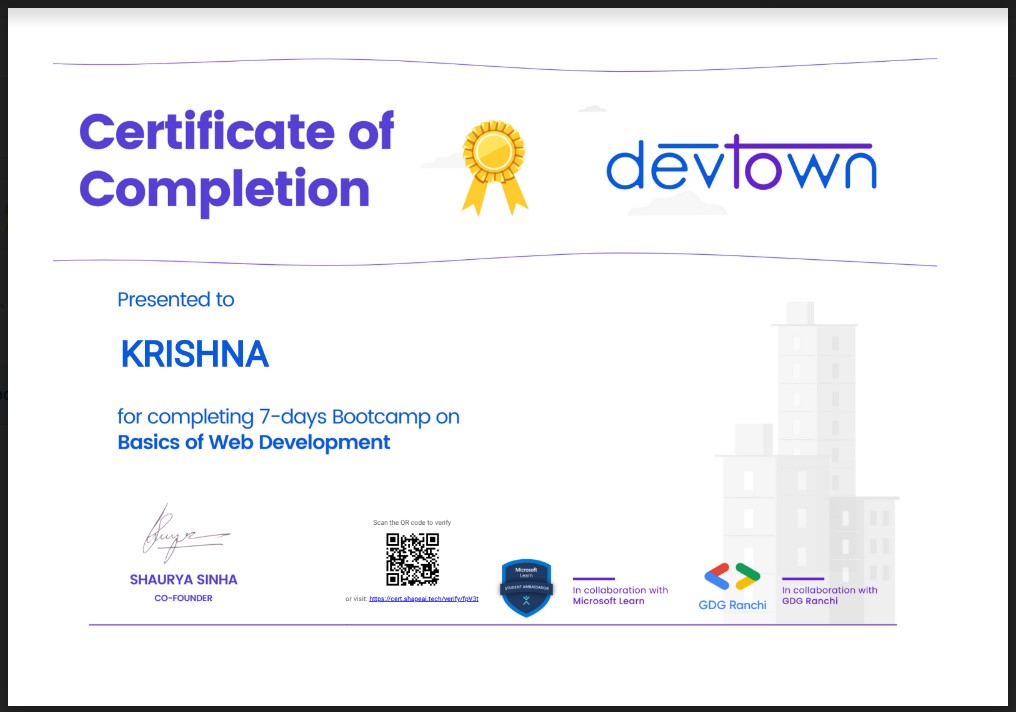 Certificate of
Completion
devtown
Presented to
KRISHNA
for completing 7-days Bootcamp on
Basics of Web Development
SHAURYA SINHA
CO-FOUNDER
Scan the QR code to verify
or visit: https://cert.shapeai.tech/verify/fpV3t
Microsoft
Learn
STUDENT AMBASSADOR
In collaboration with
Microsoft Learn
GDG Ranchi
In collaboration with
GDG Ranchi